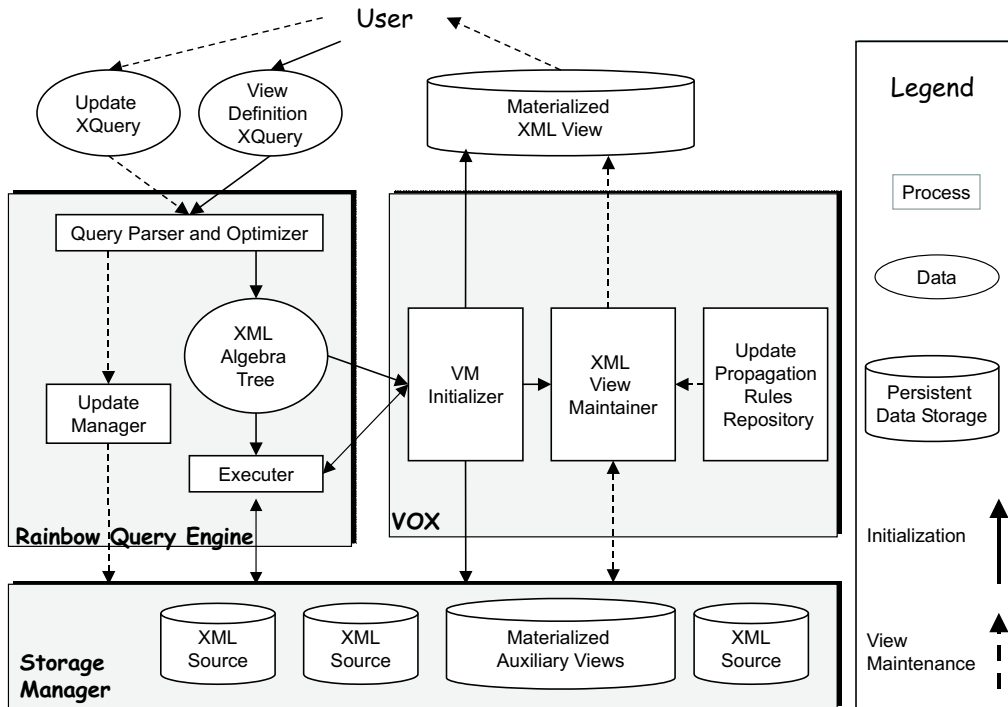 User
Update
XQuery
View
Definition
XQuery
Materialized
XML View
Query Parser and Optimizer
XML
Algebra
Tree
Update
Manager
Executer
Rainbow Query Engine
VM
Initializer
XML
View
Maintainer
Update
Propagation
Rules
Repository
VOX
XML
Source
XML
Source
Materialized
Auxiliary Views
XML
Source
Storage
Manager
Legend
Process
Data
Persistent
Data Storage
Initialization
View
Maintenance